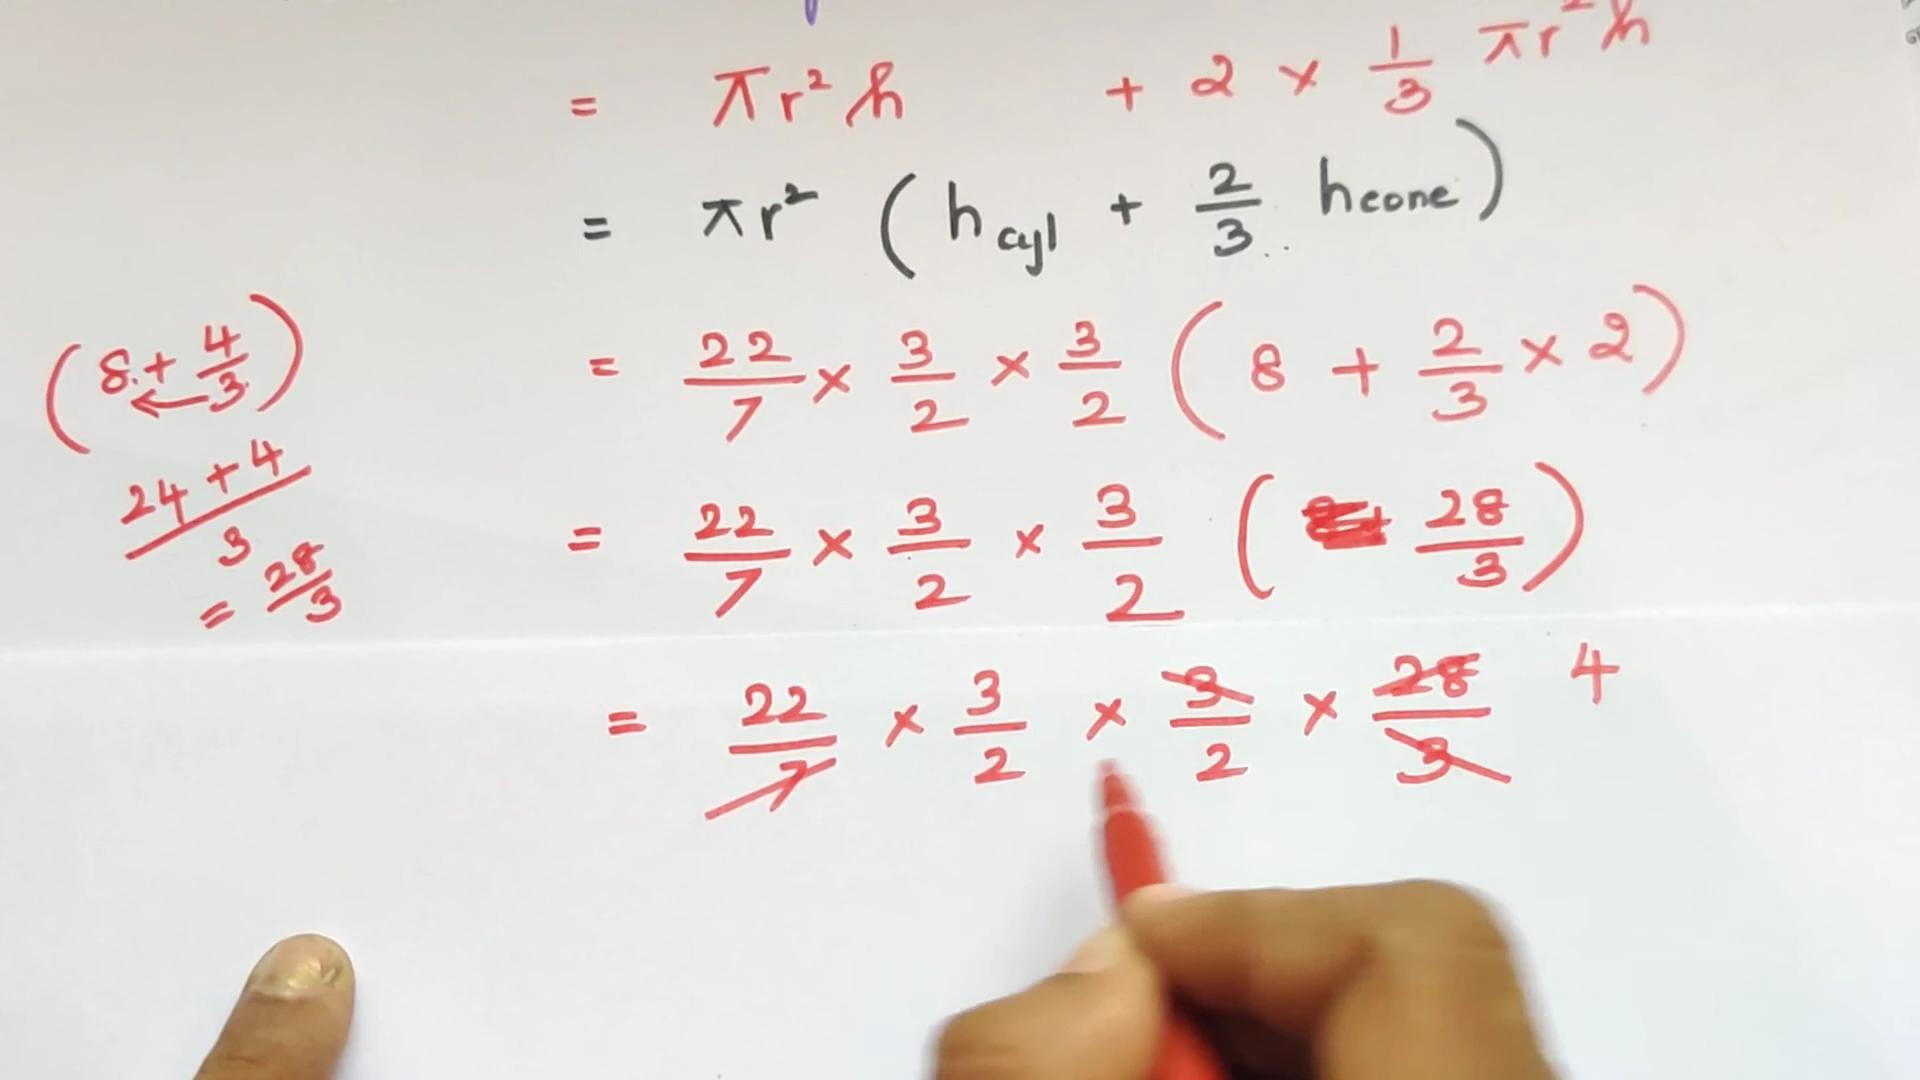 = πr²h + 2 × 1/3 πr²h
= πr² (h cyl + 2/3 h cone)
(8 + 4/3)
= 22/7 × 3/2 × 3/2 (8 + 2/3 × 2)
24 + 4 / 3
= 28/3
= 22/7 × 3/2 × 3/2 (28/3)
= 22/7 × 3/2 × 3/2 × 28/3 4